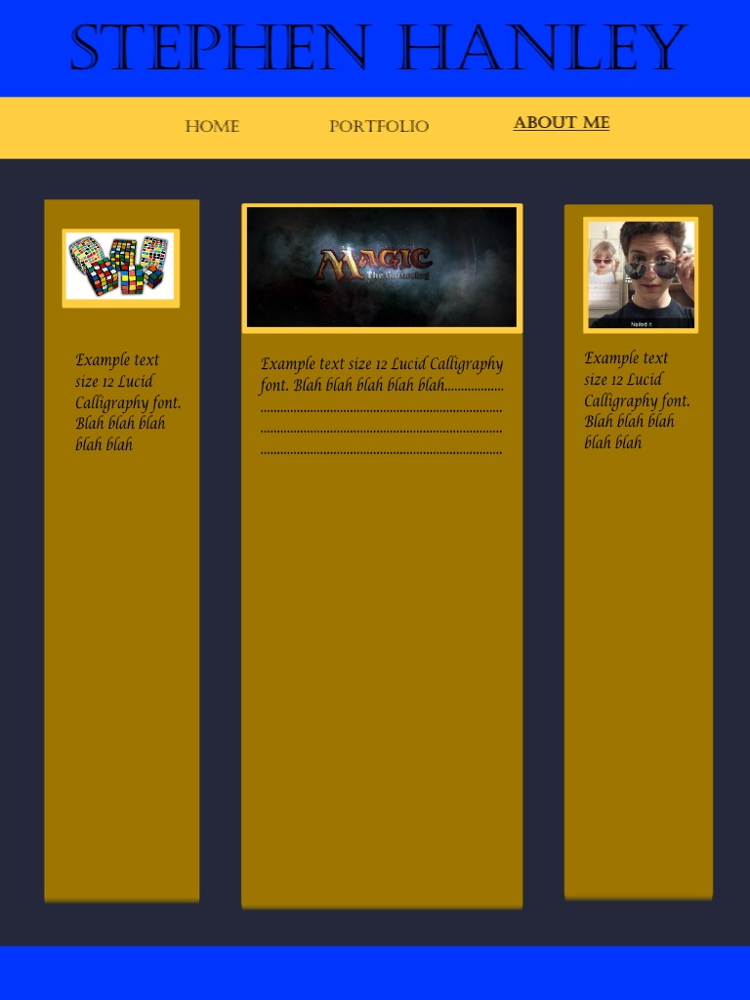 STEPHEN HANLEY
HOME PORTFOLIO ABOUT ME
MAGIC
The Gathering
Nailed it
Example text
size 12 Lucid
Calligraphy font.
Blah blah blah
blah blah
Example text size 12 Lucid Calligraphy
font. Blah blah blah blah blah..................
..........................................................................
..........................................................................
..........................................................................
Example text
size 12 Lucid
Calligraphy font.
Blah blah blah
blah blah